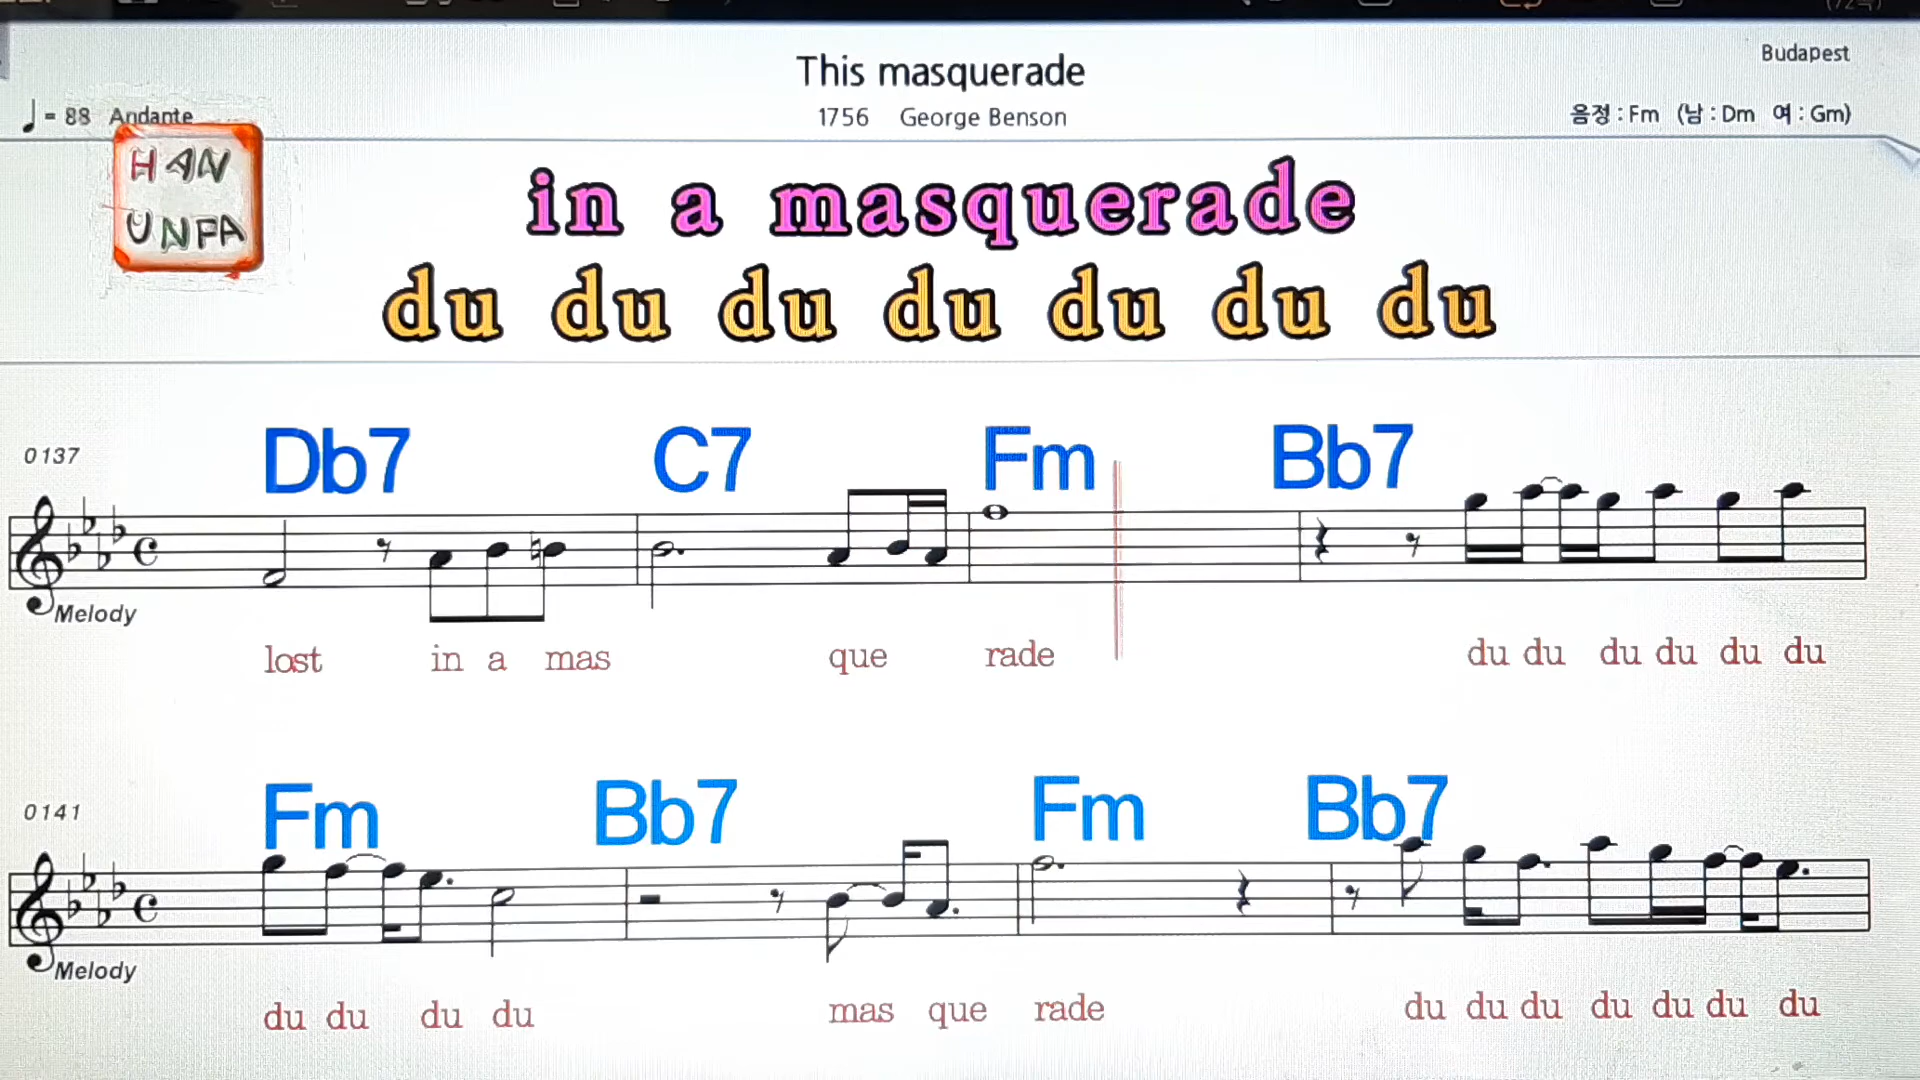 This masquerade
Budapest
= 88 Andante
1756 George Benson
음정 : Fm (남 : Dm 여 : Gm)
HAN
UNFA
in a masquerade
du du du du du du du
Db7 C7 Fm Bb7
0137
Melody
lost in a mas que rade du du du du du du
Fm Bb7 Fm Bb7
0141
Melody
du du du du mas que rade du du du du du du du